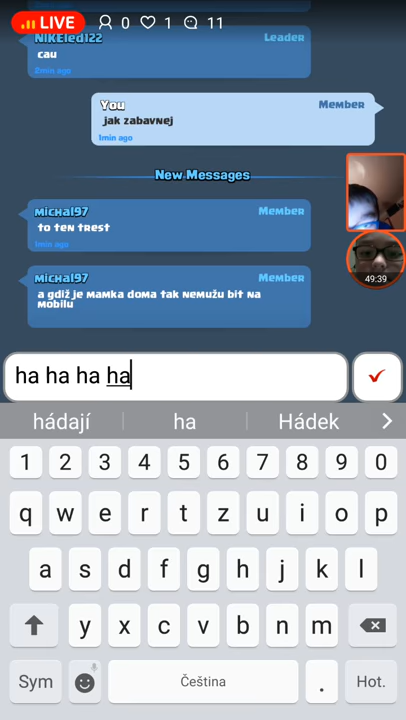 LIVE 0 1 11
NIKEled122 Leader
cau
2min ago
You Member
jak zabavnej
1min ago
New Messages
michal97 Member
to ten trest
1min ago
michal97 Member
a gdiž je mamka doma tak nemužu bit na
mobilu
49:39
ha ha ha ha
hádají ha Hádek
1 2 3 4 5 6 7 8 9 0
q w e r t z u i o p
a s d f g h j k l
y x c v b n m
Sym Čeština . Hot.